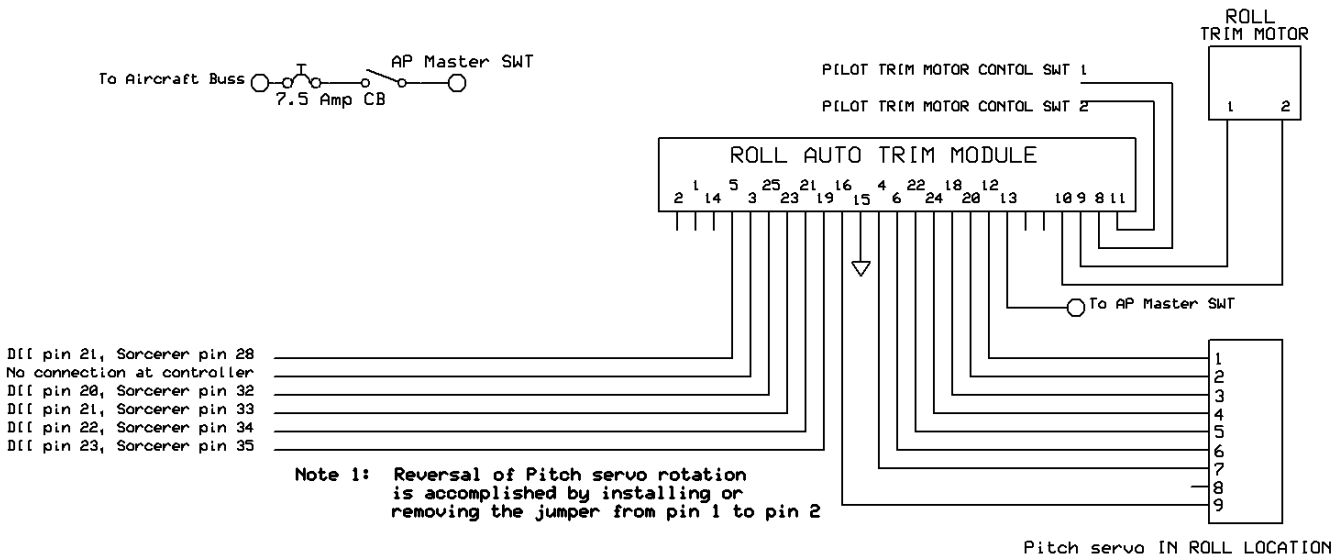 ROLL
TRIM MOTOR
1 2
To Aircraft Buss
7.5 Amp CB
AP Master SWT
PILOT TRIM MOTOR CONTOL SWT 1
PILOT TRIM MOTOR CONTOL SWT 2
ROLL AUTO TRIM MODULE
2 1 14 5 3 25 23 21 19 16 15 4 6 22 24 18 20 12 13 10 9 8 11
To AP Master SWT
DII pin 21, Sorcerer pin 28
No connection at controller
DII pin 20, Sorcerer pin 32
DII pin 21, Sorcerer pin 33
DII pin 22, Sorcerer pin 34
DII pin 23, Sorcerer pin 35
1
2
3
4
5
6
7
8
9
Note 1: Reversal of Pitch servo rotation
is accomplished by installing or
removing the jumper from pin 1 to pin 2
Pitch servo IN ROLL LOCATION